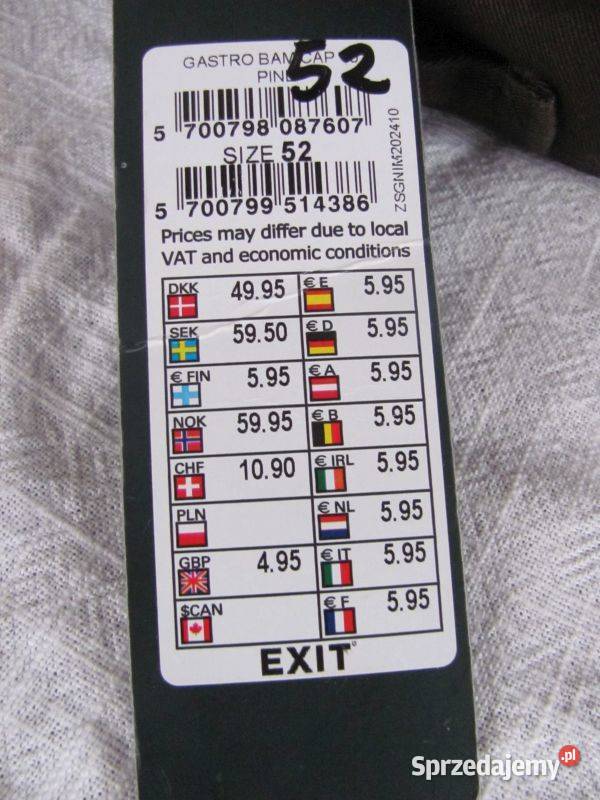 GASTRO BAM CAP
52
5 700798 087607
SIZE 52
5 700799 514386
ZSGNIM202410
Prices may differ due to local
VAT and economic conditions
DKK 49.95 € E 5.95
SEK 59.50 € D 5.95
€ FIN 5.95 € A 5.95
NOK 59.95 € B 5.95
CHF 10.90 € IRL 5.95
PLN € NL 5.95
GBP 4.95 € IT 5.95
$CAN € F 5.95
EXIT
Sprzedajemy.pl